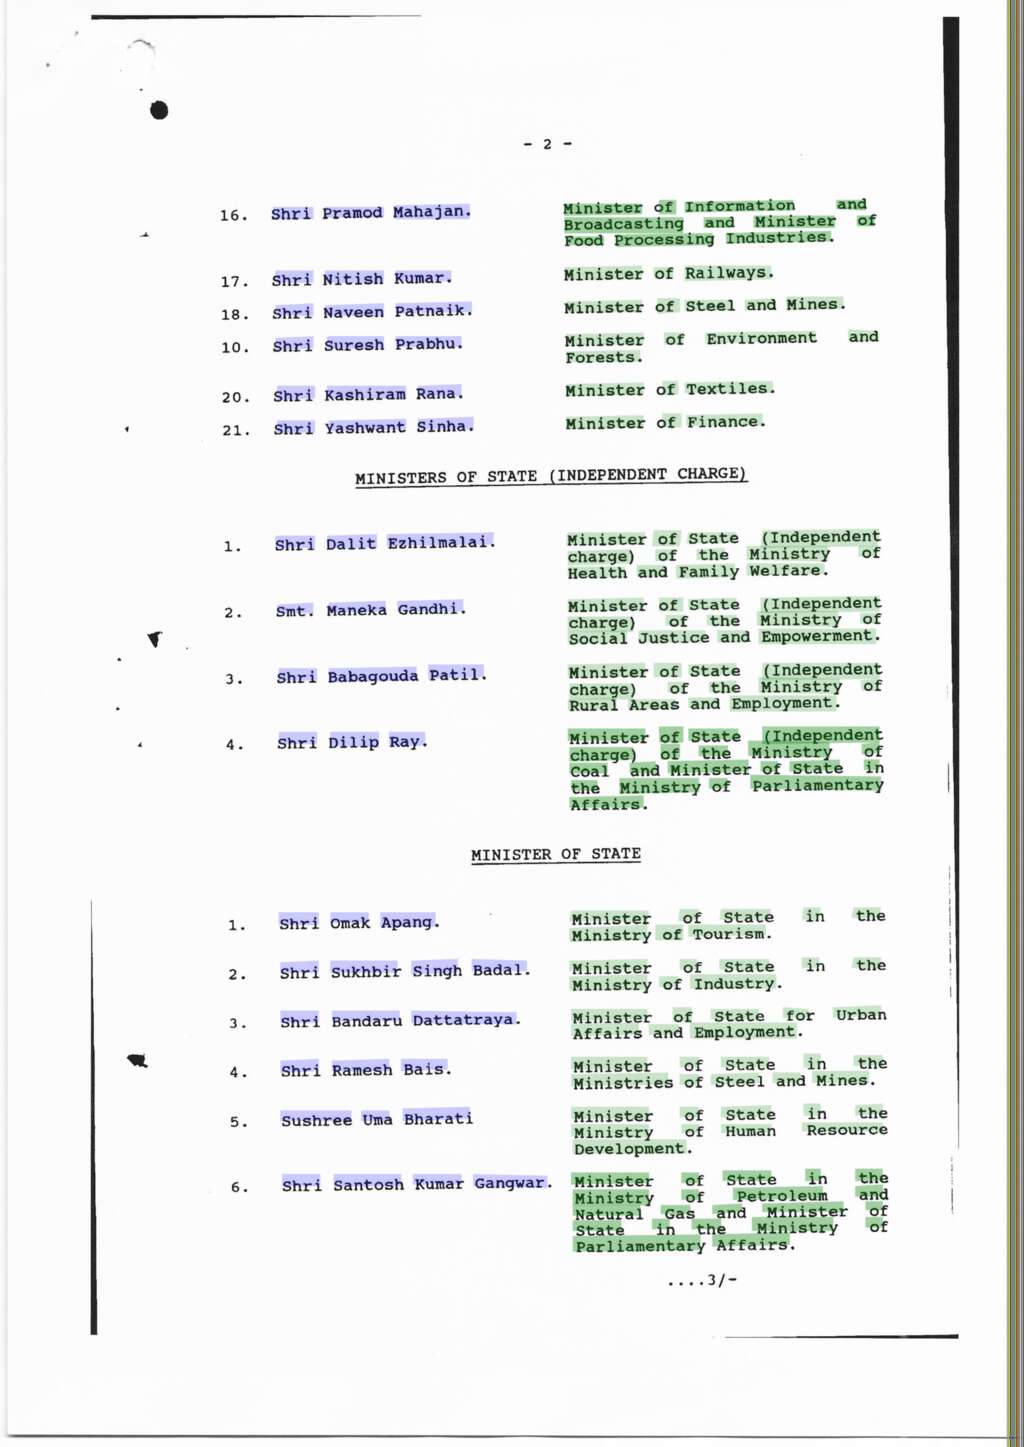 - 2 -
16. Shri Pramod Mahajan. Minister of Information and
Broadcasting and Minister of
Food Processing Industries.
17. Shri Nitish Kumar. Minister of Railways.
18. Shri Naveen Patnaik. Minister of Steel and Mines.
10. Shri Suresh Prabhu. Minister of Environment and
Forests.
20. Shri Kashiram Rana. Minister of Textiles.
21. Shri Yashwant Sinha. Minister of Finance.
MINISTERS OF STATE (INDEPENDENT CHARGE)
1. Shri Dalit Ezhilmalai. Minister of State (Independent
charge) of the Ministry of
Health and Family Welfare.
2. Smt. Maneka Gandhi. Minister of State (Independent
charge) of the Ministry of
Social Justice and Empowerment.
3. Shri Babagouda Patil. Minister of State (Independent
charge) of the Ministry of
Rural Areas and Employment.
4. Shri Dilip Ray. Minister of State (Independent
charge) of the Ministry of
Coal and Minister of State in
the Ministry of Parliamentary
Affairs.
MINISTER OF STATE
1. Shri Omak Apang. Minister of State in the
Ministry of Tourism.
2. Shri Sukhbir Singh Badal. Minister of State in the
Ministry of Industry.
3. Shri Bandaru Dattatraya. Minister of State for Urban
Affairs and Employment.
4. Shri Ramesh Bais. Minister of State in the
Ministries of Steel and Mines.
5. Sushree Uma Bharati Minister of State in the
Ministry of Human Resource
Development.
6. Shri Santosh Kumar Gangwar. Minister of State in the
Ministry of Petroleum and
Natural Gas and Minister of
State in the Ministry of
Parliamentary Affairs.
....3/-